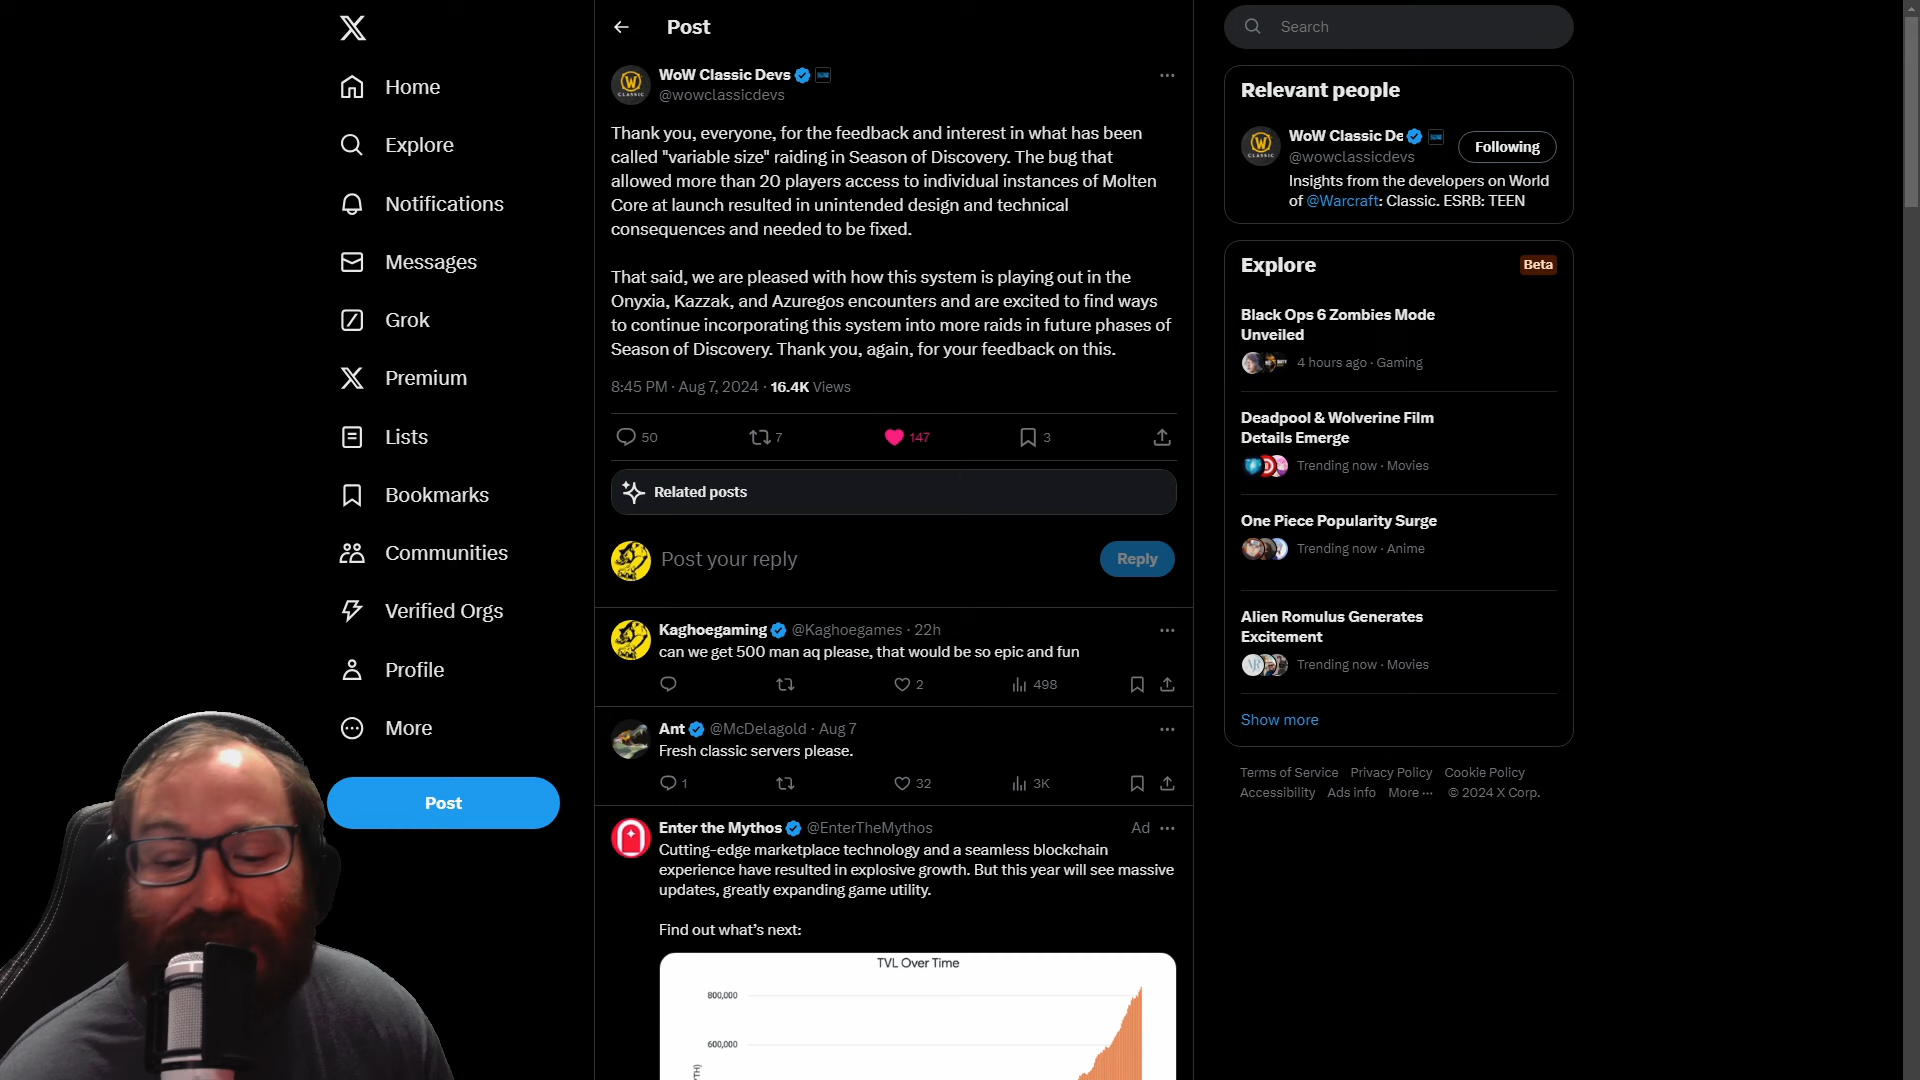 Home
Explore
Notifications
Messages
Grok
Premium
Lists
Bookmarks
Communities
Verified Orgs
Profile
More
Post
Post
WoW Classic Devs
@wowclassicdevs
Thank you, everyone, for the feedback and interest in what has been
called "variable size" raiding in Season of Discovery. The bug that
allowed more than 20 players access to individual instances of Molten
Core at launch resulted in unintended design and technical
consequences and needed to be fixed.
That said, we are pleased with how this system is playing out in the
Onyxia, Kazzak, and Azuregos encounters and are excited to find ways
to continue incorporating this system into more raids in future phases of
Season of Discovery. Thank you, again, for your feedback on this.
8:45 PM · Aug 7, 2024 · 16.4K Views
50 7 147 3
Related posts
Post your reply
Reply
Kaghoegaming @Kaghoegames · 22h
can we get 500 man aq please, that would be so epic and fun
2 498
Ant @McDelagold · Aug 7
Fresh classic servers please.
1 32 3K
Enter the Mythos @EnterTheMythos Ad
Cutting-edge marketplace technology and a seamless blockchain
experience have resulted in explosive growth. But this year will see massive
updates, greatly expanding game utility.
Find out what's next:
TVL Over Time
800,000
600,000
Search
Relevant people
WoW Classic De
@wowclassicdevs
Following
Insights from the developers on World
of @Warcraft: Classic. ESRB: TEEN
Explore
Beta
Black Ops 6 Zombies Mode
Unveiled
4 hours ago · Gaming
Deadpool & Wolverine Film
Details Emerge
Trending now · Movies
One Piece Popularity Surge
Trending now · Anime
Alien Romulus Generates
Excitement
Trending now · Movies
Show more
Terms of Service Privacy Policy Cookie Policy
Accessibility Ads info More ··· © 2024 X Corp.